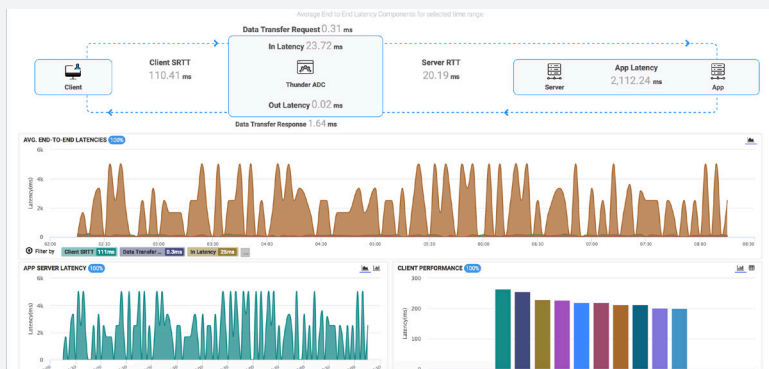 Average End to End Latency Components for selected time range
Data Transfer Request 0.31 ms
In Latency 23.72 ms
Client SRTT
110.41 ms
Server RTT
20.19 ms
App Latency
2,112.24 ms
Client
Thunder ADC
Server
App
Out Latency 0.02 ms
Data Transfer Response 1.64 ms
AVG. END-TO-END LATENCIES 100%
6k
4k
2k
0
Latency(ms)
02:00 02:30 03:00 03:30 04:00 04:30 05:30 06:00 06:30 07:00 07:30 08:00 08:30
Filter by Client SRTT 111ms Data Transfer ... 0.3ms In Latency 25ms ...
APP SERVER LATENCY 100%
6k
4k
2k
0
Latency(ms)
CLIENT PERFORMANCE 100%
300
200
100
0
Latency(ms)